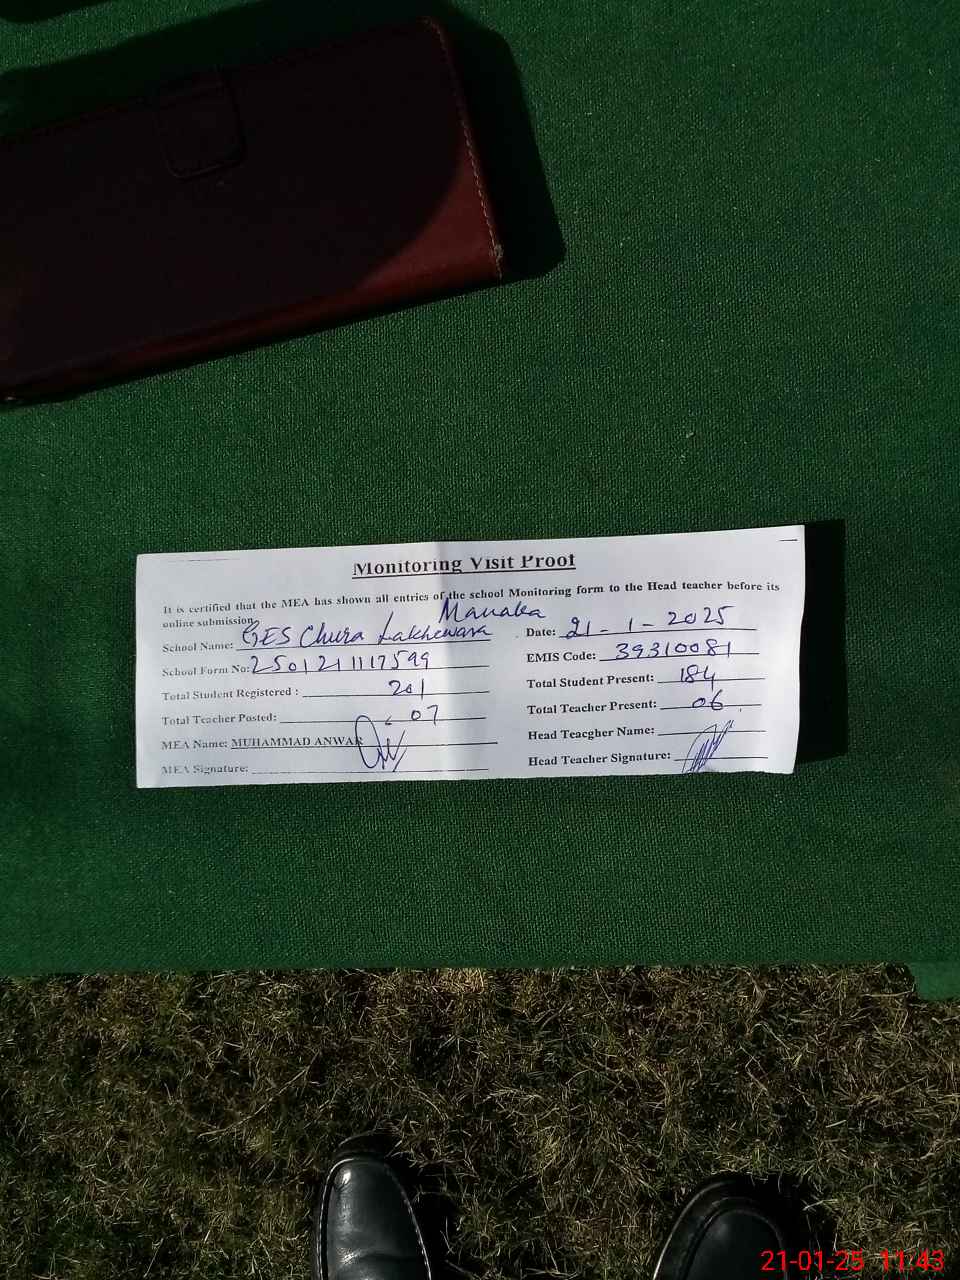 Monitoring Visit Proof
It is certified that the MEA has shown all entries of the school Monitoring form to the Head teacher before its
online submission.
Manaka
School Name: GES Chura Lakhewara Date: 21-1-2025
School Form No: 2501211117599 EMIS Code: 39310081
Total Student Registered : 201 Total Student Present: 184
Total Teacher Posted: 07 Total Teacher Present: 06
MEA Name: MUHAMMAD ANWAR Head Teacgher Name:
MEA Signature: Head Teacher Signature:
21-01-25 11:43